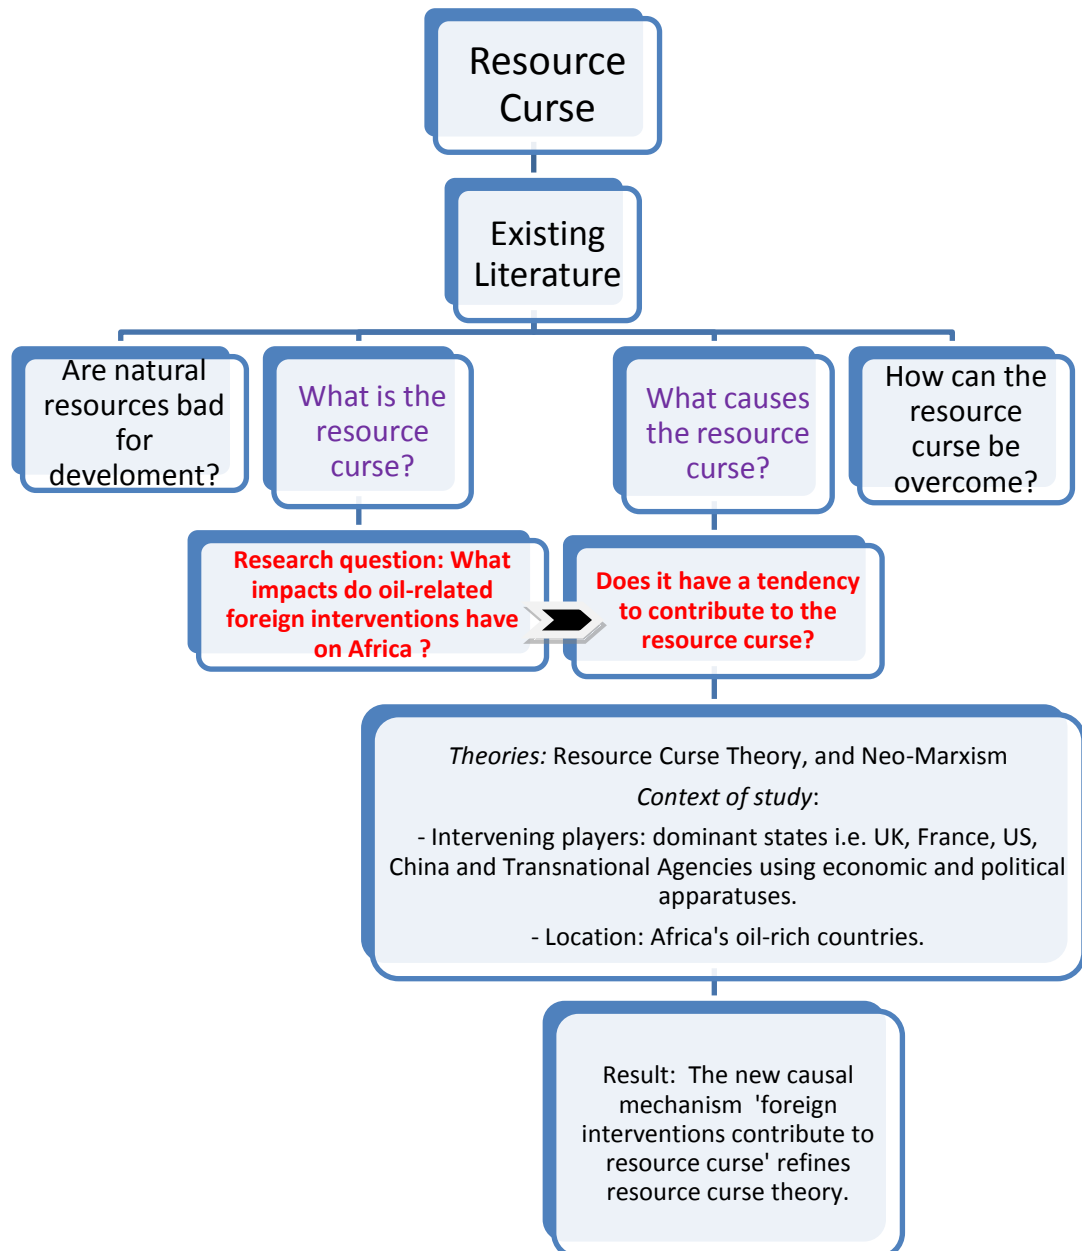 Resource
Curse
Existing
Literature
Are natural
resources bad
for
develoment?
What is the
resource
curse?
What causes
the resource
curse?
How can the
resource
curse be
overcome?
Research question: What
impacts do oil-related
foreign interventions have
on Africa ?
Does it have a tendency
to contribute to the
resource curse?
Theories: Resource Curse Theory, and Neo-Marxism
Context of study:
- Intervening players: dominant states i.e. UK, France, US,
China and Transnational Agencies using economic and political
apparatuses.
- Location: Africa's oil-rich countries.
Result:  The new causal
mechanism  'foreign
interventions contribute to
resource curse' refines
resource curse theory.